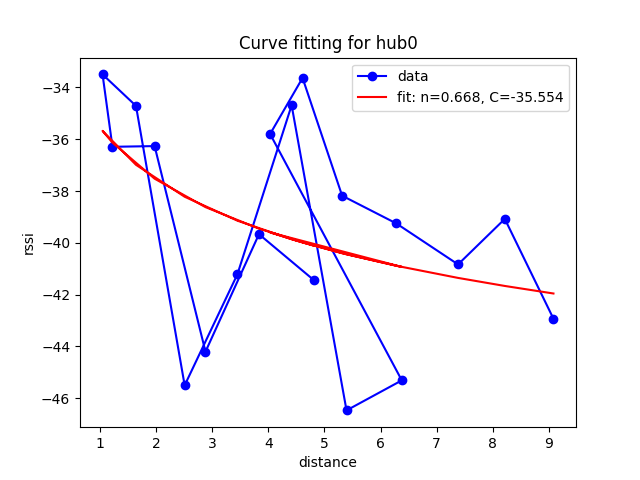 Curve fitting for hub0
data
fit: n=0.668, C=-35.554
rssi
−34
−36
−38
−40
−42
−44
−46
1 2 3 4 5 6 7 8 9
distance